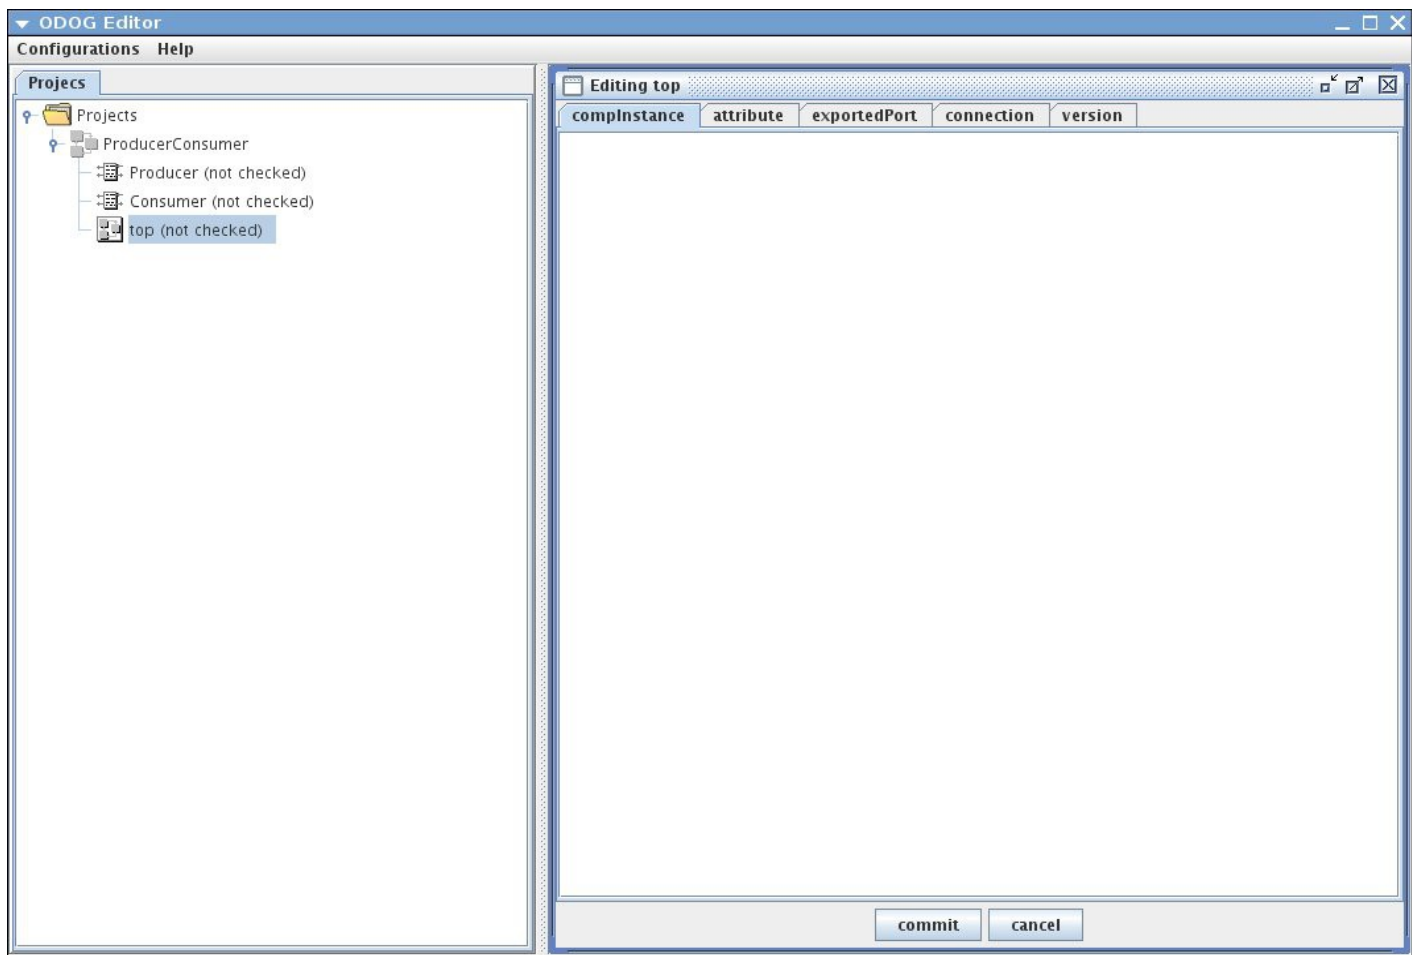 ODOG Editor
Configurations Help
Projecs
Projects
ProducerConsumer
Producer (not checked)
Consumer (not checked)
top (not checked)
Editing top
compInstance attribute exportedPort connection version
commit cancel